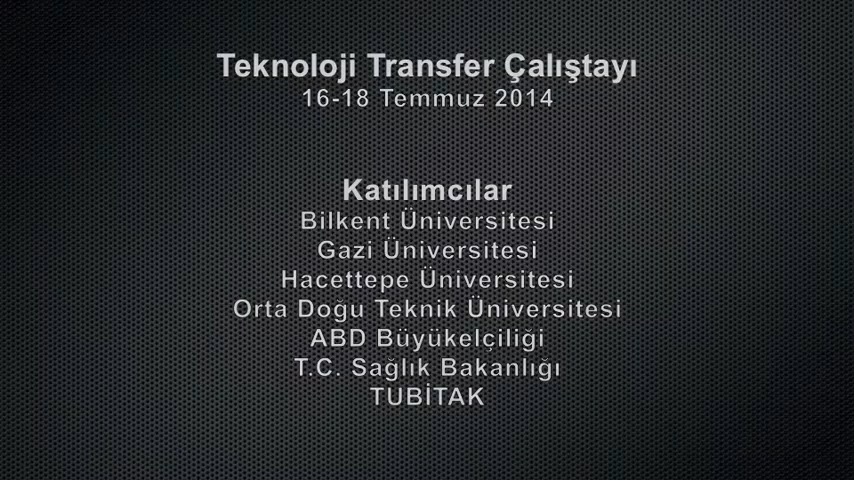 Teknoloji Transfer Çalıştayı
16-18 Temmuz 2014
Katılımcılar
Bilkent Üniversitesi
Gazi Üniversitesi
Hacettepe Üniversitesi
Orta Doğu Teknik Üniversitesi
ABD Büyükelçiliği
T.C. Sağlık Bakanlığı
TUBİTAK